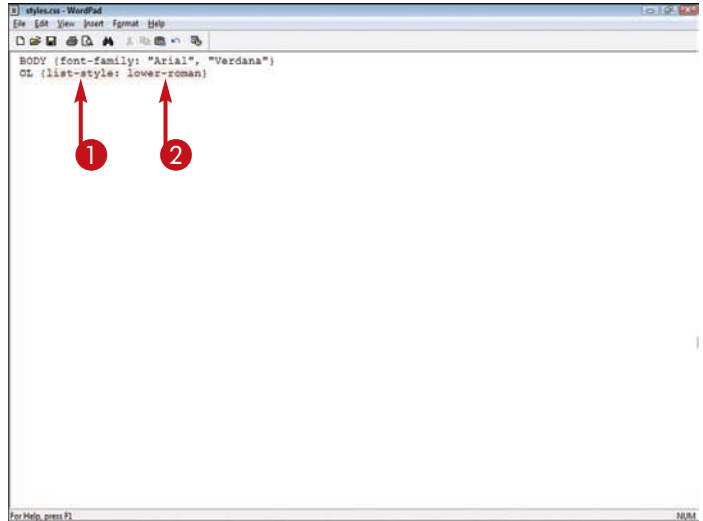 styles.css - WordPad
File Edit View Insert Format Help
BODY {font-family: "Arial", "Verdana"}
OL {list-style: lower-roman}
1 2
For Help, press F1 NUM